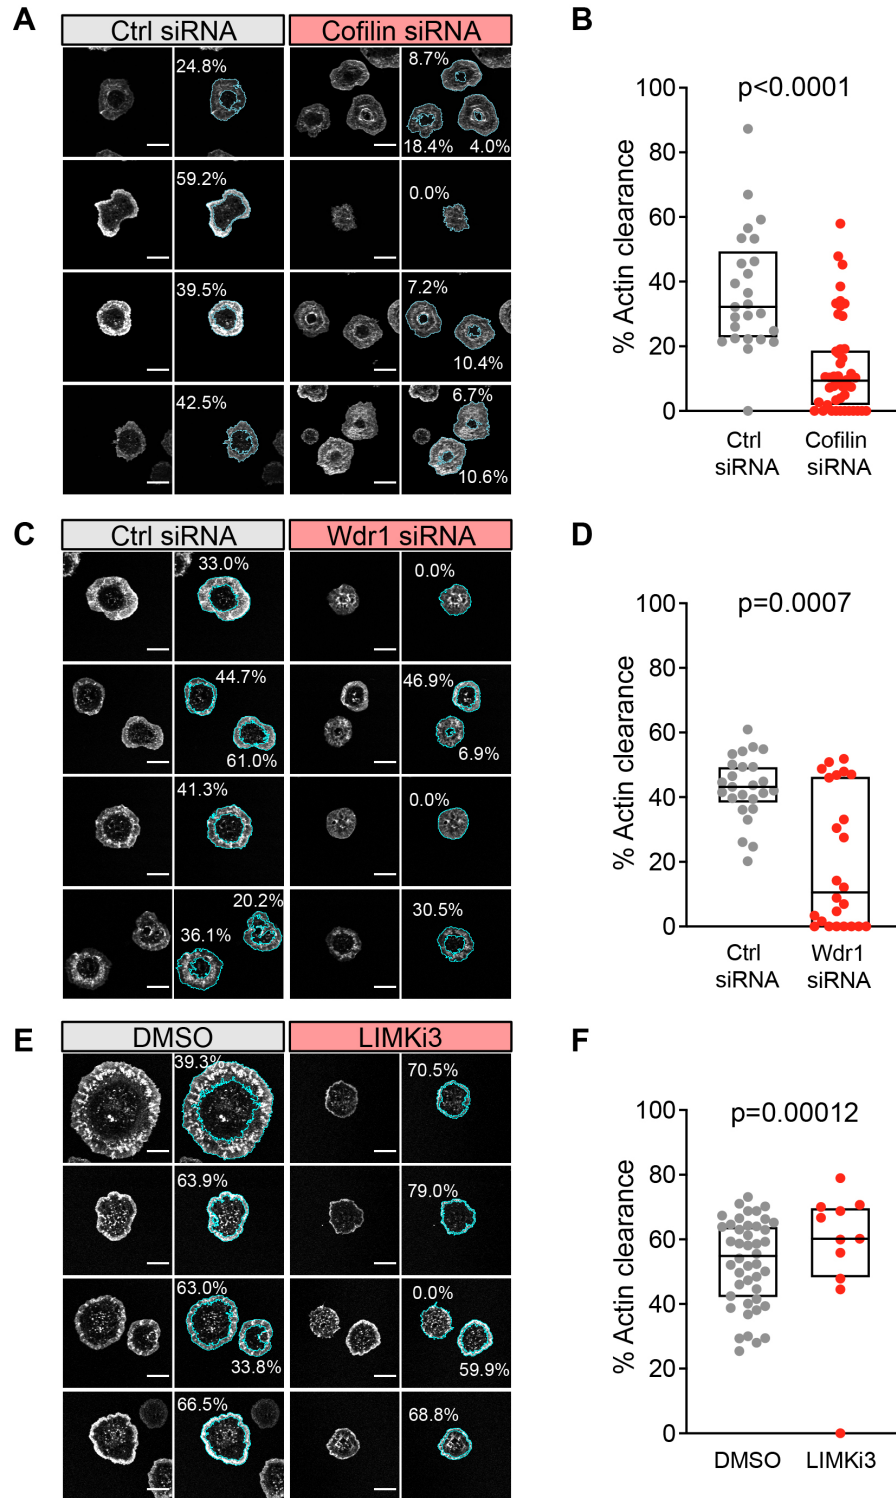 A
Ctrl siRNA
Cofilin siRNA
24.8%
8.7%
18.4%
4.0%
59.2%
0.0%
39.5%
7.2%
10.4%
42.5%
6.7%
10.6%
B
100
80
60
40
20
0
% Actin clearance
p<0.0001
Ctrl
siRNA
Cofilin
siRNA
C
Ctrl siRNA
Wdr1 siRNA
33.0%
0.0%
44.7%
61.0%
46.9%
6.9%
41.3%
0.0%
20.2%
36.1%
30.5%
D
100
80
60
40
20
0
% Actin clearance
p=0.0007
Ctrl
siRNA
Wdr1
siRNA
E
DMSO
LIMKi3
39.3%
70.5%
63.9%
79.0%
63.0%
33.8%
0.0%
59.9%
66.5%
68.8%
F
100
80
60
40
20
0
% Actin clearance
p=0.00012
DMSO
LIMKi3